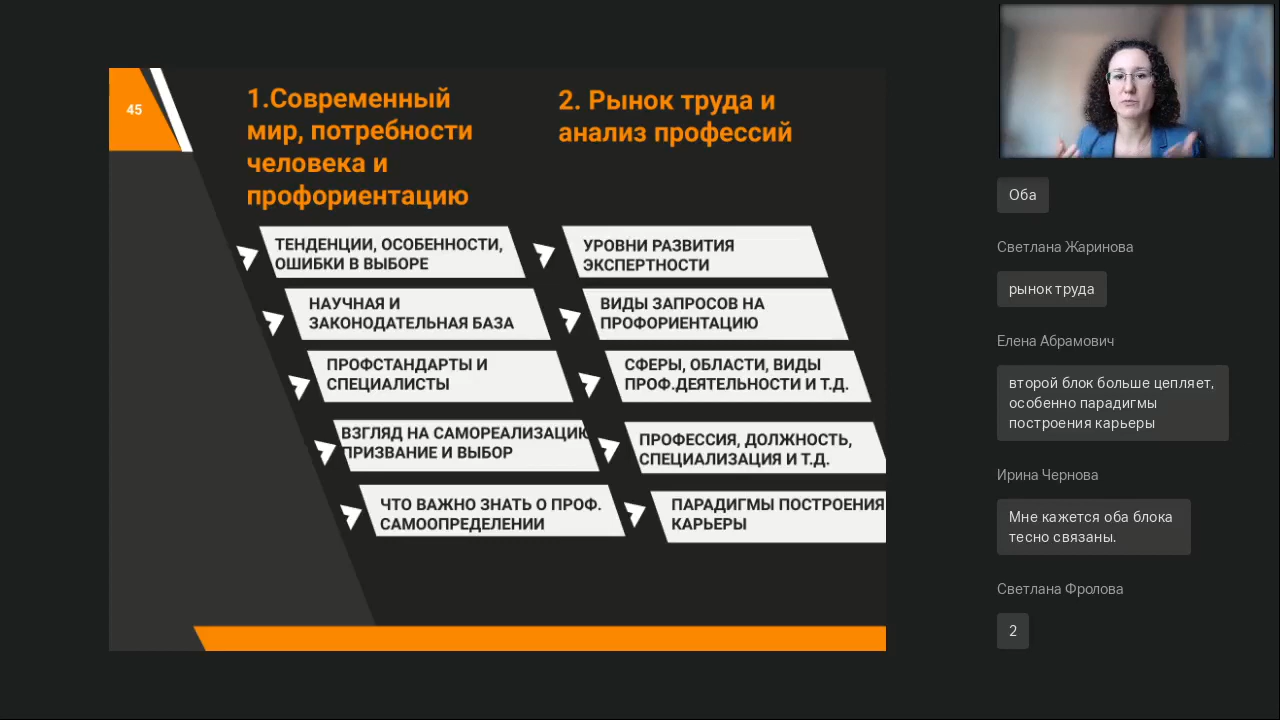 45
1.Современный
мир, потребности
человека и
профориентацию
ТЕНДЕНЦИИ, ОСОБЕННОСТИ,
ОШИБКИ В ВЫБОРЕ
НАУЧНАЯ И
ЗАКОНОДАТЕЛЬНАЯ БАЗА
ПРОФСТАНДАРТЫ И
СПЕЦИАЛИСТЫ
ВЗГЛЯД НА САМОРЕАЛИЗАЦИЮ
ПРИЗВАНИЕ И ВЫБОР
ЧТО ВАЖНО ЗНАТЬ О ПРОФ.
САМООПРЕДЕЛЕНИИ
2. Рынок труда и
анализ профессий
УРОВНИ РАЗВИТИЯ
ЭКСПЕРТНОСТИ
ВИДЫ ЗАПРОСОВ НА
ПРОФОРИЕНТАЦИЮ
СФЕРЫ, ОБЛАСТИ, ВИДЫ
ПРОФ.ДЕЯТЕЛЬНОСТИ И Т.Д.
ПРОФЕССИЯ, ДОЛЖНОСТЬ,
СПЕЦИАЛИЗАЦИЯ И Т.Д.
ПАРАДИГМЫ ПОСТРОЕНИЯ
КАРЬЕРЫ
Оба
Светлана Жаринова
рынок труда
Елена Абрамович
второй блок больше цепляет,
особенно парадигмы
построения карьеры
Ирина Чернова
Мне кажется оба блока
тесно связаны.
Светлана Фролова
2